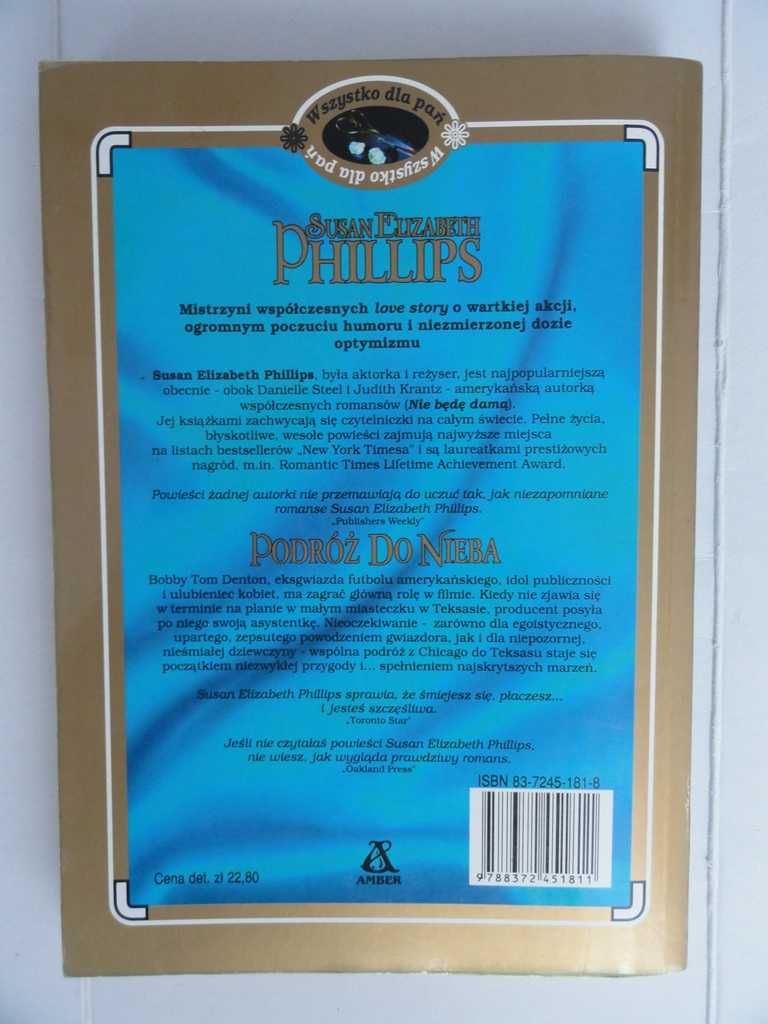 Wszystko dla pań
Wszystko dla pań
SUSAN ELIZABETH
PHILLIPS
Mistrzyni współczesnych love story o wartkiej akcji,
ogromnym poczuciu humoru i niezmierzonej dozie
optymizmu
Susan Elizabeth Phillips, była aktorka i reżyser, jest najpopularniejszą
obecnie - obok Danielle Steel i Judith Krantz - amerykańską autorką
współczesnych romansów (Nie będę damą).
Jej książkami zachwycają się czytelniczki na całym świecie. Pełne życia,
błyskotliwe, wesołe powieści zajmują najwyższe miejsca
na listach bestsellerów „New York Timesa" i są laureatkami prestiżowych
nagród, m.in. Romantic Times Lifetime Achievement Award.
Powieści żadnej autorki nie przemawiają do uczuć tak, jak niezapomniane
romanse Susan Elizabeth Phillips.
„Publishers Weekly"
PODRÓŻ DO NIEBA
Bobby Tom Denton, eksgwiazda futbolu amerykańskiego, idol publiczności
i ulubieniec kobiet, ma zagrać główną rolę w filmie. Kiedy nie zjawia się
w terminie na planie w małym miasteczku w Teksasie, producent posyła
po niego swoją asystentkę. Nieoczekiwanie - zarówno dla egoistycznego,
upartego, zepsutego powodzeniem gwiazdora, jak i dla niepozornej,
nieśmiałej dziewczyny - wspólna podróż z Chicago do Teksasu staje się
początkiem niezwykłej przygody i... spełnieniem najskrytszych marzeń.
Susan Elizabeth Phillips sprawia, że śmiejesz się, płaczesz...
i jesteś szczęśliwa.
„Toronto Star"
Jeśli nie czytałaś powieści Susan Elizabeth Phillips,
nie wiesz, jak wygląda prawdziwy romans.
„Oakland Press"
ISBN 83-7245-181-8
9 788372 451811
Cena det. zł 22,80
AMBER